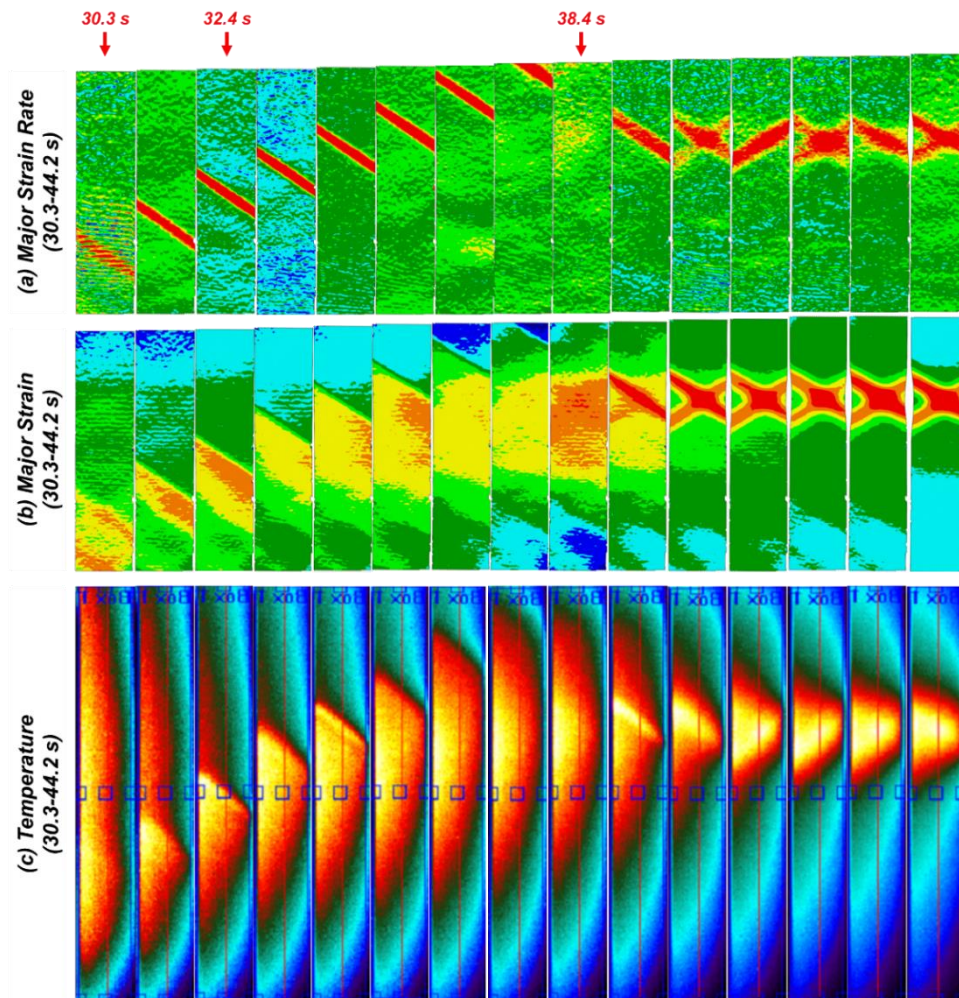 30.3 s
32.4 s
38.4 s
(a) Major Strain Rate
(30.3-44.2 s)
(b) Major Strain
(30.3-44.2 s)
(c) Temperature
(30.3-44.2 s)